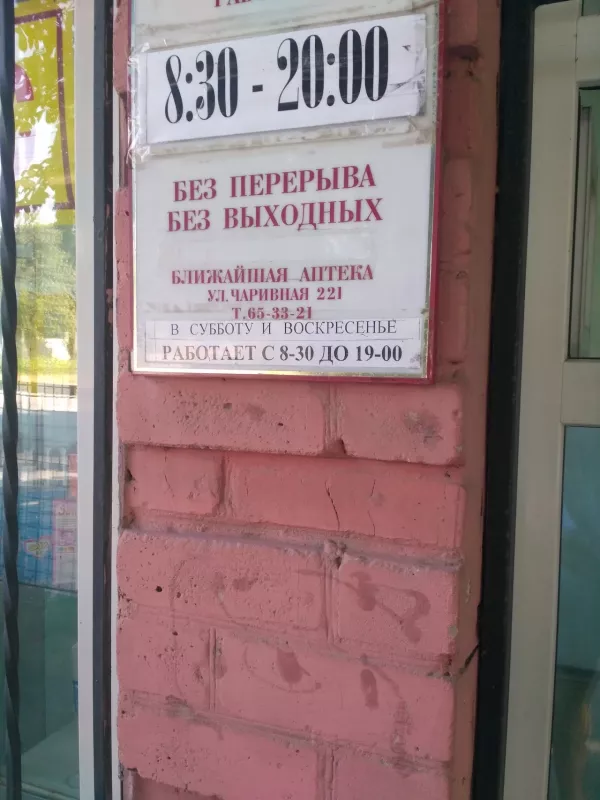 8:30 - 20:00
БЕЗ ПЕРЕРЫВА
БЕЗ ВЫХОДНЫХ
БЛИЖАЙШАЯ АПТЕКА
УЛ.ЧАРИВНАЯ 221
Т.65-33-21
В СУББОТУ И ВОСКРЕСЕНЬЕ
РАБОТАЕТ С 8-30 ДО 19-00